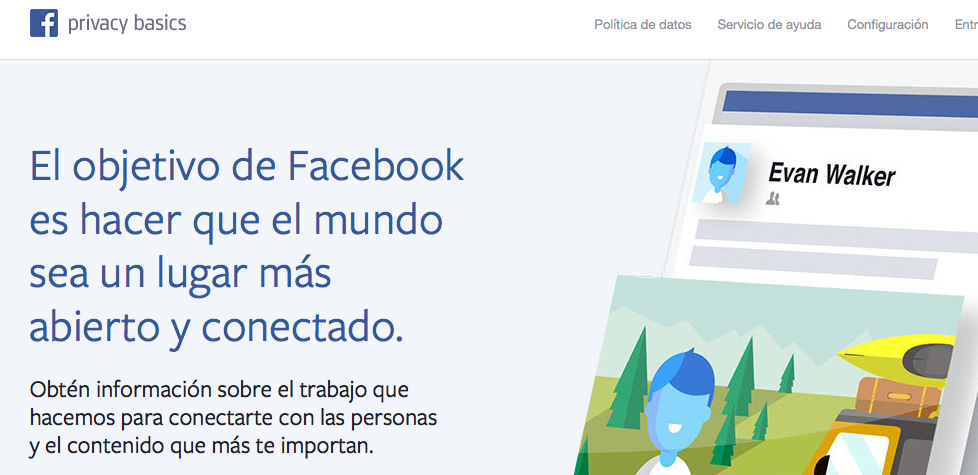 privacy basics
Política de datos Servicio de ayuda Configuración
El objetivo de Facebook
es hacer que el mundo
sea un lugar más
abierto y conectado.
Obtén información sobre el trabajo que
hacemos para conectarte con las personas
y el contenido que más te importan.
Evan Walker